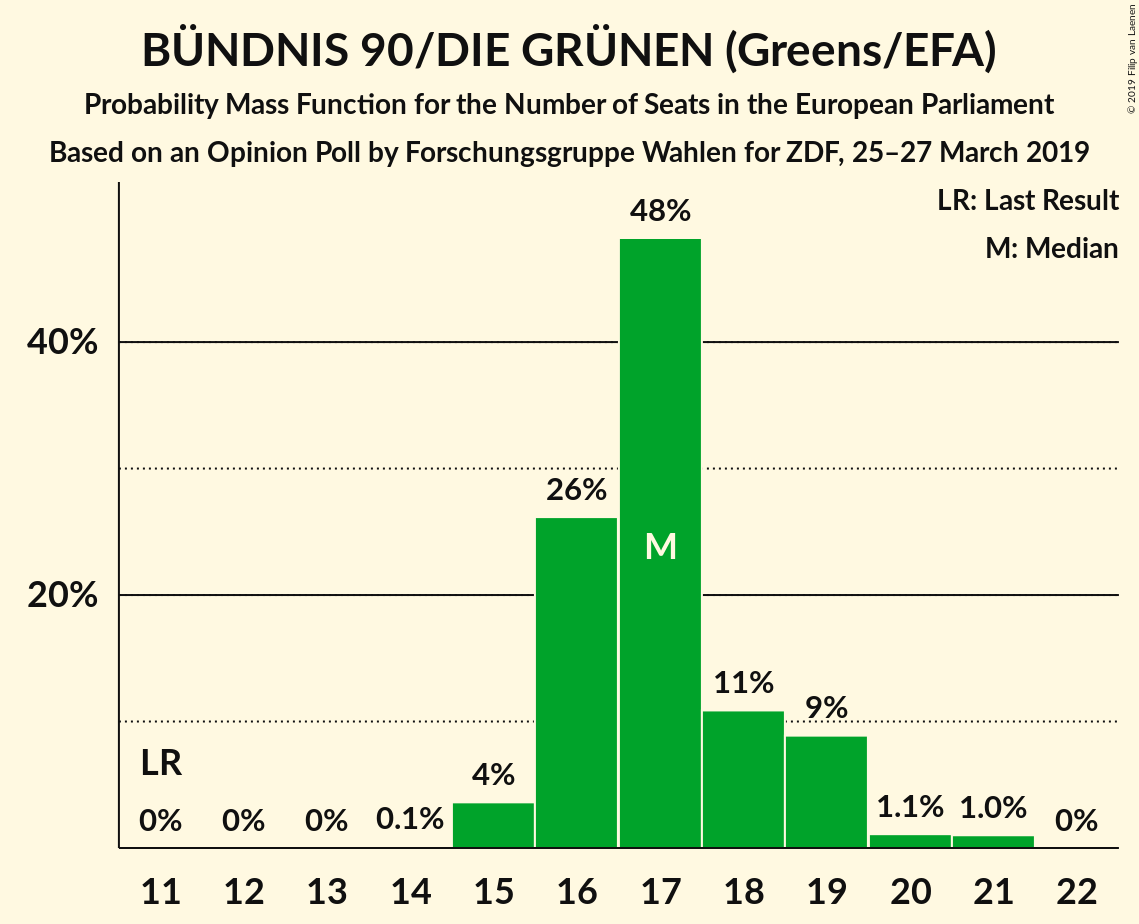 BÜNDNIS 90/DIE GRÜNEN (Greens/EFA)
Probability Mass Function for the Number of Seats in the European Parliament
Based on an Opinion Poll by Forschungsgruppe Wahlen for ZDF, 25–27 March 2019
© 2019 Filip van Laenen
LR: Last Result
M: Median
48%
40%
26%
M
20%
11%
9%
LR
4%
0% 0% 0% 0.1% 1.1% 1.0% 0%
11 12 13 14 15 16 17 18 19 20 21 22